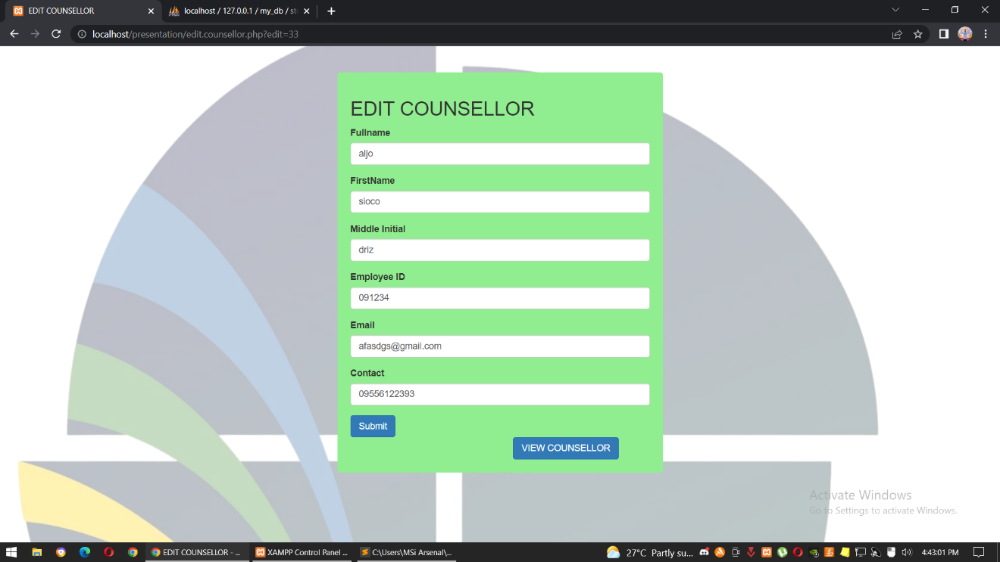 EDIT COUNSELLOR
localhost / 127.0.0.1 / my_db / st
localhost/presentation/edit.counsellor.php?edit=33
EDIT COUNSELLOR
Fullname
aljo
FirstName
sioco
Middle Initial
driz
Employee ID
091234
Email
afasdgs@gmail.com
Contact
09556122393
Submit
VIEW COUNSELLOR
Activate Windows
Go to Settings to activate Windows.
EDIT COUNSELLOR - ...
XAMPP Control Panel ...
C:\Users\MSi Arsenal\...
27°C Partly su...
4:43:01 PM